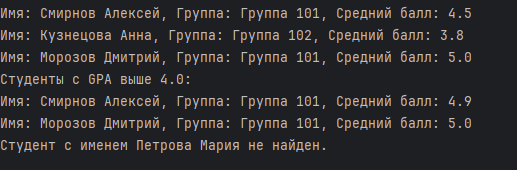 Имя: Смирнов Алексей, Группа: Группа 101, Средний балл: 4.5
Имя: Кузнецова Анна, Группа: Группа 102, Средний балл: 3.8
Имя: Морозов Дмитрий, Группа: Группа 101, Средний балл: 5.0
Студенты с GPA выше 4.0:
Имя: Смирнов Алексей, Группа: Группа 101, Средний балл: 4.9
Имя: Морозов Дмитрий, Группа: Группа 101, Средний балл: 5.0
Студент с именем Петрова Мария не найден.